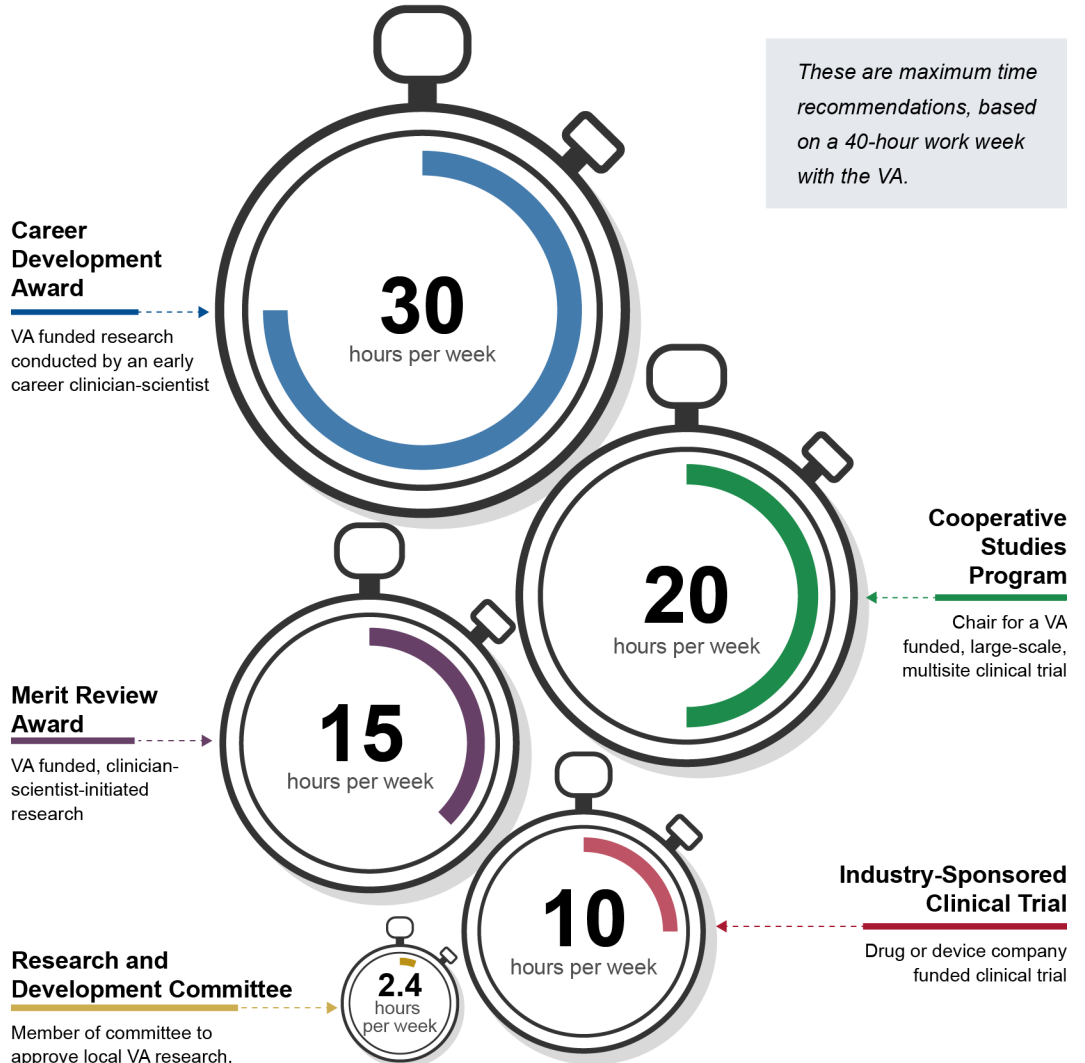 These are maximum time
recommendations, based
on a 40-hour work week
with the VA.
Career
Development
Award
VA funded research
conducted by an early
career clinician-scientist
30
hours per week
Cooperative
Studies
Program
Chair for a VA
funded, large-scale,
multisite clinical trial
20
hours per week
Merit Review
Award
VA funded, clinician-
scientist-initiated
research
15
hours per week
Industry-Sponsored
Clinical Trial
Drug or device company
funded clinical trial
10
hours per week
Research and
Development Committee
Member of committee to
approve local VA research.
2.4
hours
per week